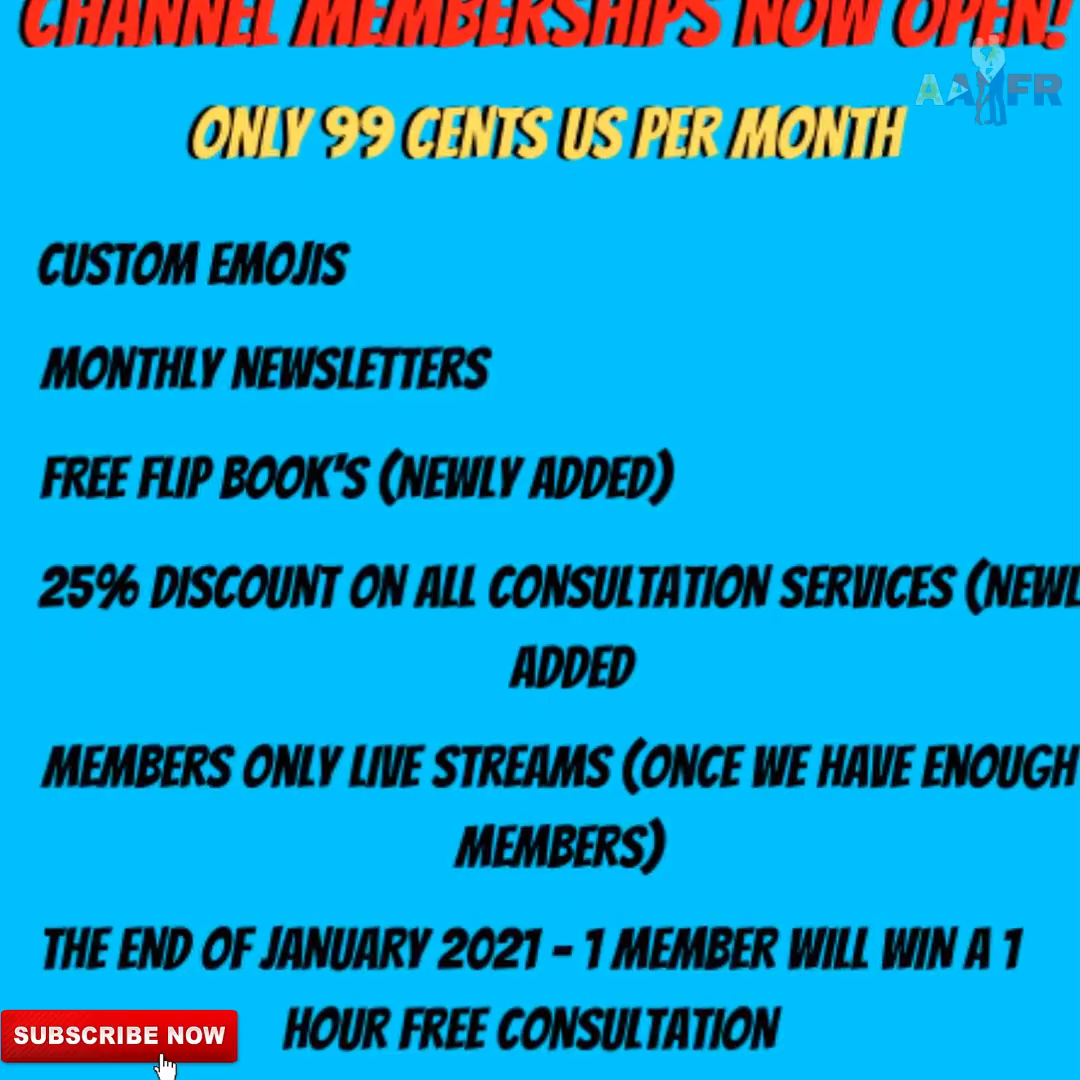 CHANNEL MEMBERSHIPS NOW OPEN!
AAMFR
ONLY 99 CENTS US PER MONTH
CUSTOM EMOJIS
MONTHLY NEWSLETTERS
FREE FLIP BOOK'S (NEWLY ADDED)
25% DISCOUNT ON ALL CONSULTATION SERVICES (NEWL
ADDED
MEMBERS ONLY LIVE STREAMS (ONCE WE HAVE ENOUGH
MEMBERS)
THE END OF JANUARY 2021 - 1 MEMBER WILL WIN A 1
HOUR FREE CONSULTATION
SUBSCRIBE NOW